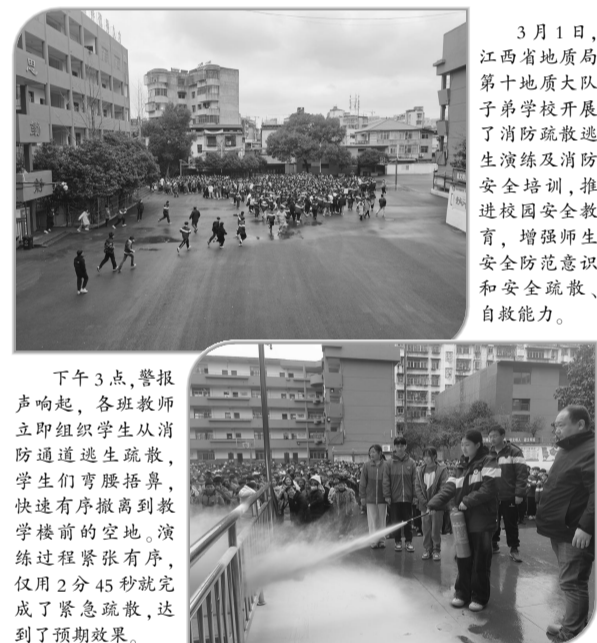 3月1日，
江西省地质局
第十地质大队
子弟学校开展
了消防疏散逃
生演练及消防
安全培训，推
进校园安全教
育，增强师生
安全防范意识
和安全疏散、
自救能力。
下午3点，警报
声响起，各班教师
立即组织学生从消
防通道逃生疏散，
学生们弯腰捂鼻，
快速有序撤离到教
学楼前的空地。演
练过程紧张有序，
仅用2分45秒就完
成了紧急疏散，达
到了预期效果。